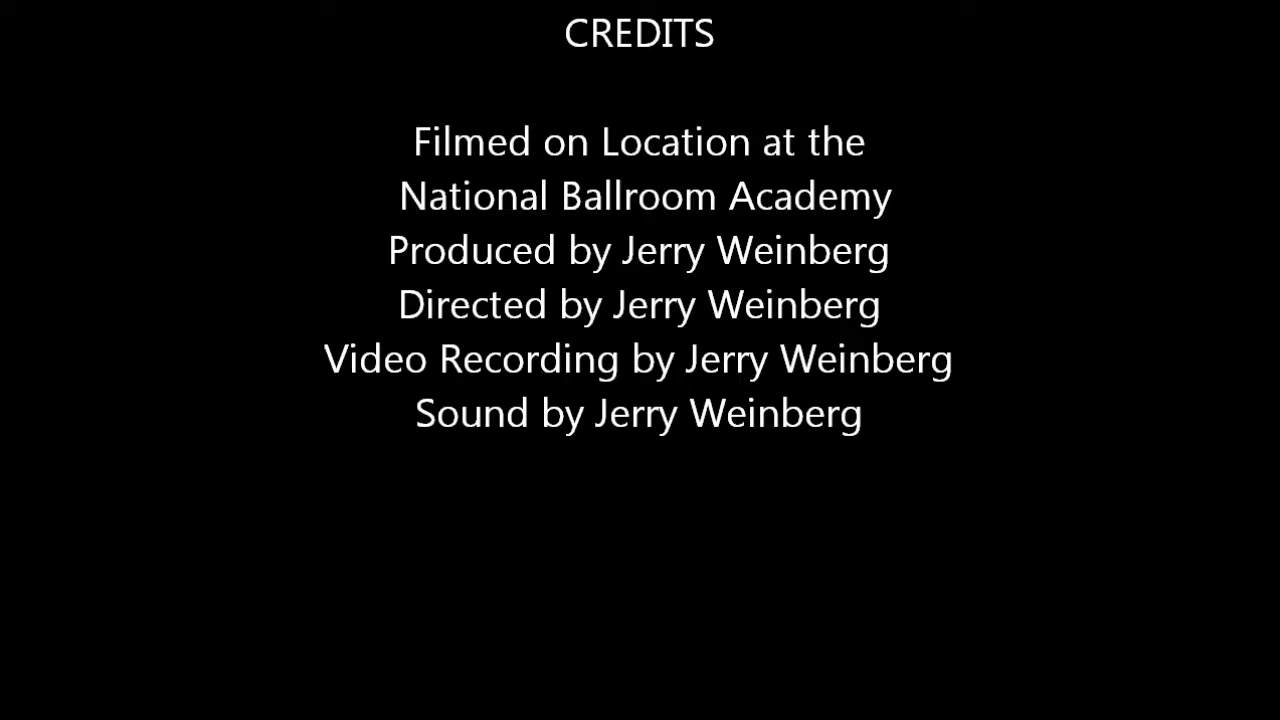 CREDITS
Filmed on Location at the
National Ballroom Academy
Produced by Jerry Weinberg
Directed by Jerry Weinberg
Video Recording by Jerry Weinberg
Sound by Jerry Weinberg